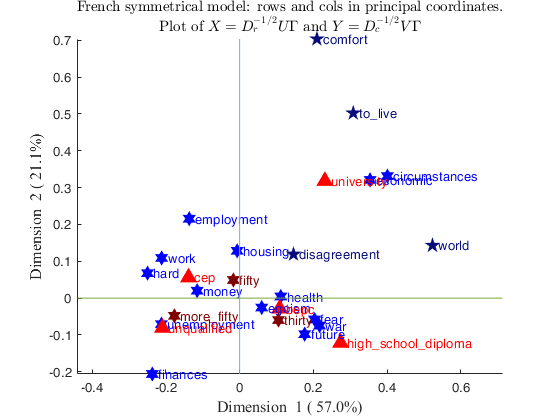 French symmetrical model: rows and cols in principal coordinates.
Plot of $X = D_r^{-1/2}U\Gamma$ and $Y = D_c^{-1/2}V\Gamma$
0.7
comfort
0.6
to_live
0.5
0.4
circumstances
economic
university
0.3
employment
0.2
world
housing
disagreement
work
0.1
hard
cep
fifty
money
health
0
thirty
fear
more_fifty
unemployment
unqualified
war
future
-0.1
high_school_diploma
finances
-0.2
-0.4
-0.2
0
0.2
0.4
0.6
Dimension 1 ( 57.0%)
Dimension 2 ( 21.1%)